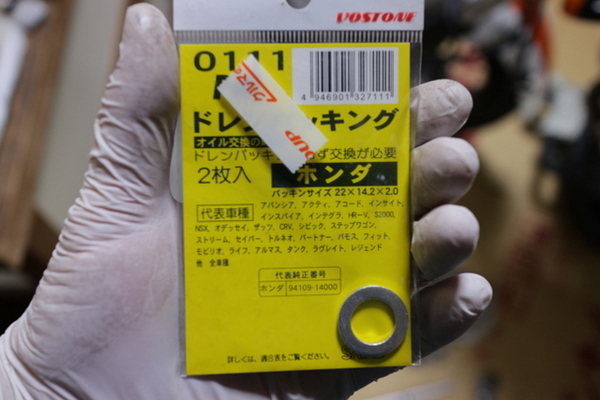 VOSTONE
0111
4 946901 327111
クルマの
OUP
ドレンパッキング
オイル交換の
ドレンパッキ ず交換が必要
2枚入
ホンダ
パッキンサイズ 22×14.2×2.0
代表車種
アバンシア、アクティ、アコード、インサイト、
インスパイア、インテグラ、HR-V、S2000、
NSX、オデッセイ、ザッツ、CRV、シビック、ステップワゴン、
ストリーム、セイバー、トルネオ、パートナー、バモス、フィット、
モビリオ、ライフ、アルマス、タンク、ラヴレイト、レジェンド
他 全車種
代表純正番号
ホンダ 94109-14000
詳しくは、適合表をご覧ください。